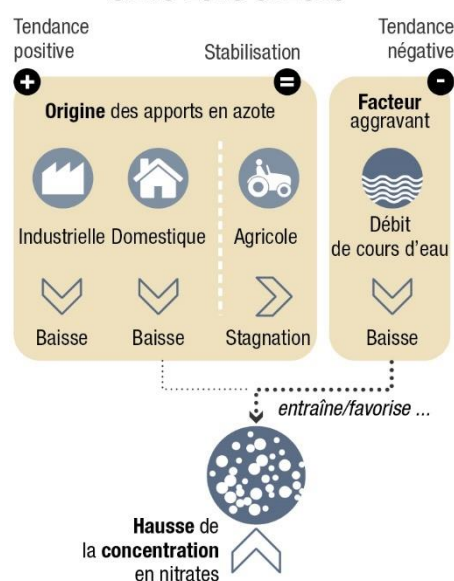 Tendance
positive
Stabilisation
Tendance
négative
+
=
-
Origine des apports en azote
Industrielle
Domestique
Agricole
Baisse
Baisse
Stagnation
Facteur
aggravant
Débit
de cours d'eau
Baisse
entraîne/favorise ...
Hausse de
la concentration
en nitrates